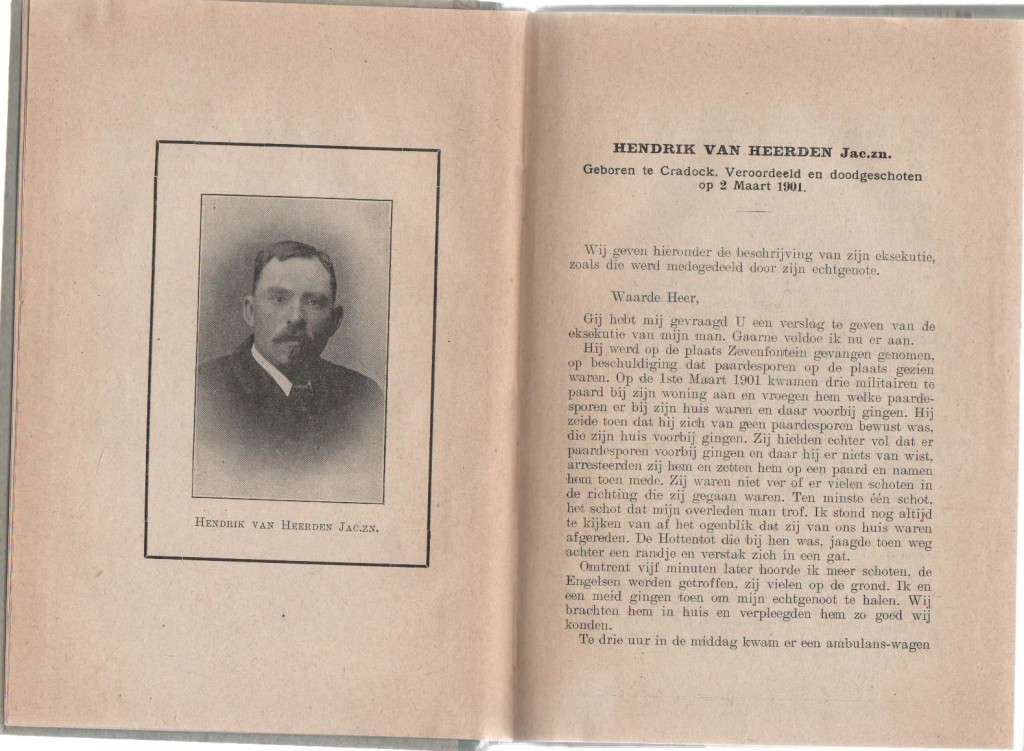 HENDRIK VAN HEERDEN JAC.ZN.
HENDRIK VAN HEERDEN Jac.zn.
Geboren te Cradock. Veroordeeld en doodgeschoten
op 2 Maart 1901.
Wij geven hieronder de beschrijving van zijn eksekutie,
zoals die werd medegedeeld door zijn echtgenote.
Waarde Heer,
Gij hebt mij gevraagd U een verslag te geven van de
eksekutie van mijn man. Gaarne voldoe ik nu er aan.
Hij werd op de plaats Zevenfontein gevangen genomen,
op beschuldiging dat paardesporen op de plaats gezien
waren. Op de 1ste Maart 1901 kwamen drie militairen te
paard bij zijn woning aan en vroegen hem welke paarde-
sporen er bij zijn huis waren en daar voorbij gingen. Hij
zeide toen dat hij zich van geen paardesporen bewust was,
die zijn huis voorbij gingen. Zij hielden echter vol dat er
paardesporen voorbij gingen en daar hij er niets van wist,
arresteerden zij hem en zetten hem op een paard en namen
hem toen mede. Zij waren niet ver of er vielen schoten in
de richting die zij gegaan waren. Ten minste één schot,
het schot dat mijn overleden man trof. Ik stond nog altijd
te kijken van af het ogenblik dat zij van ons huis waren
afgereden. De Hottentot die bij hen was, jaagde toen weg
achter een randje en verstak zich in een gat.
Omtrent vijf minuten later hoorde ik meer schoten, de
Engelsen werden getroffen, zij vielen op de grond. Ik en
een meid gingen toen om mijn echtgenoot te halen. Wij
brachten hem in huis en verpleegden hem zo goed wij
konden.
Te drie uur in de middag kwam er een ambulans-wagen